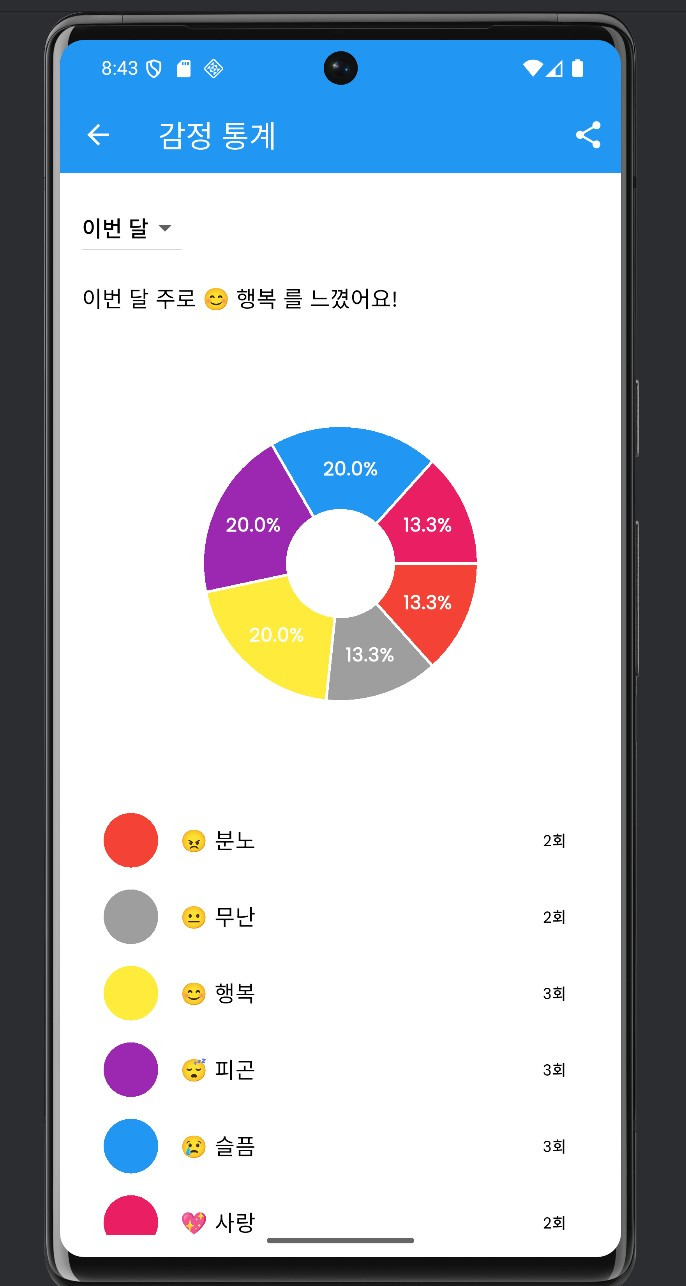 8:43
감정 통계
이번 달
이번 달 주로 😊 행복 를 느꼈어요!
20.0%
13.3%
20.0%
13.3%
20.0%
13.3%
😠 분노 2회
😐 무난 2회
😊 행복 3회
😴 피곤 3회
😢 슬픔 3회
💖 사랑 2회